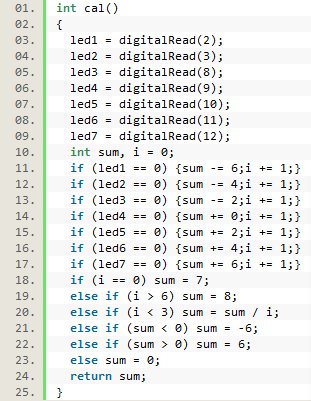 01. int cal()
02. {
03. led1 = digitalRead(2);
04. led2 = digitalRead(3);
05. led3 = digitalRead(8);
06. led4 = digitalRead(9);
07. led5 = digitalRead(10);
08. led6 = digitalRead(11);
09. led7 = digitalRead(12);
10. int sum, i = 0;
11. if (led1 == 0) {sum -= 6;i += 1;}
12. if (led2 == 0) {sum -= 4;i += 1;}
13. if (led3 == 0) {sum -= 2;i += 1;}
14. if (led4 == 0) {sum += 0;i += 1;}
15. if (led5 == 0) {sum += 2;i += 1;}
16. if (led6 == 0) {sum += 4;i += 1;}
17. if (led7 == 0) {sum += 6;i += 1;}
18. if (i == 0) sum = 7;
19. else if (i > 6) sum = 8;
20. else if (i < 3) sum = sum / i;
21. else if (sum < 0) sum = -6;
22. else if (sum > 0) sum = 6;
23. else sum = 0;
24. return sum;
25. }